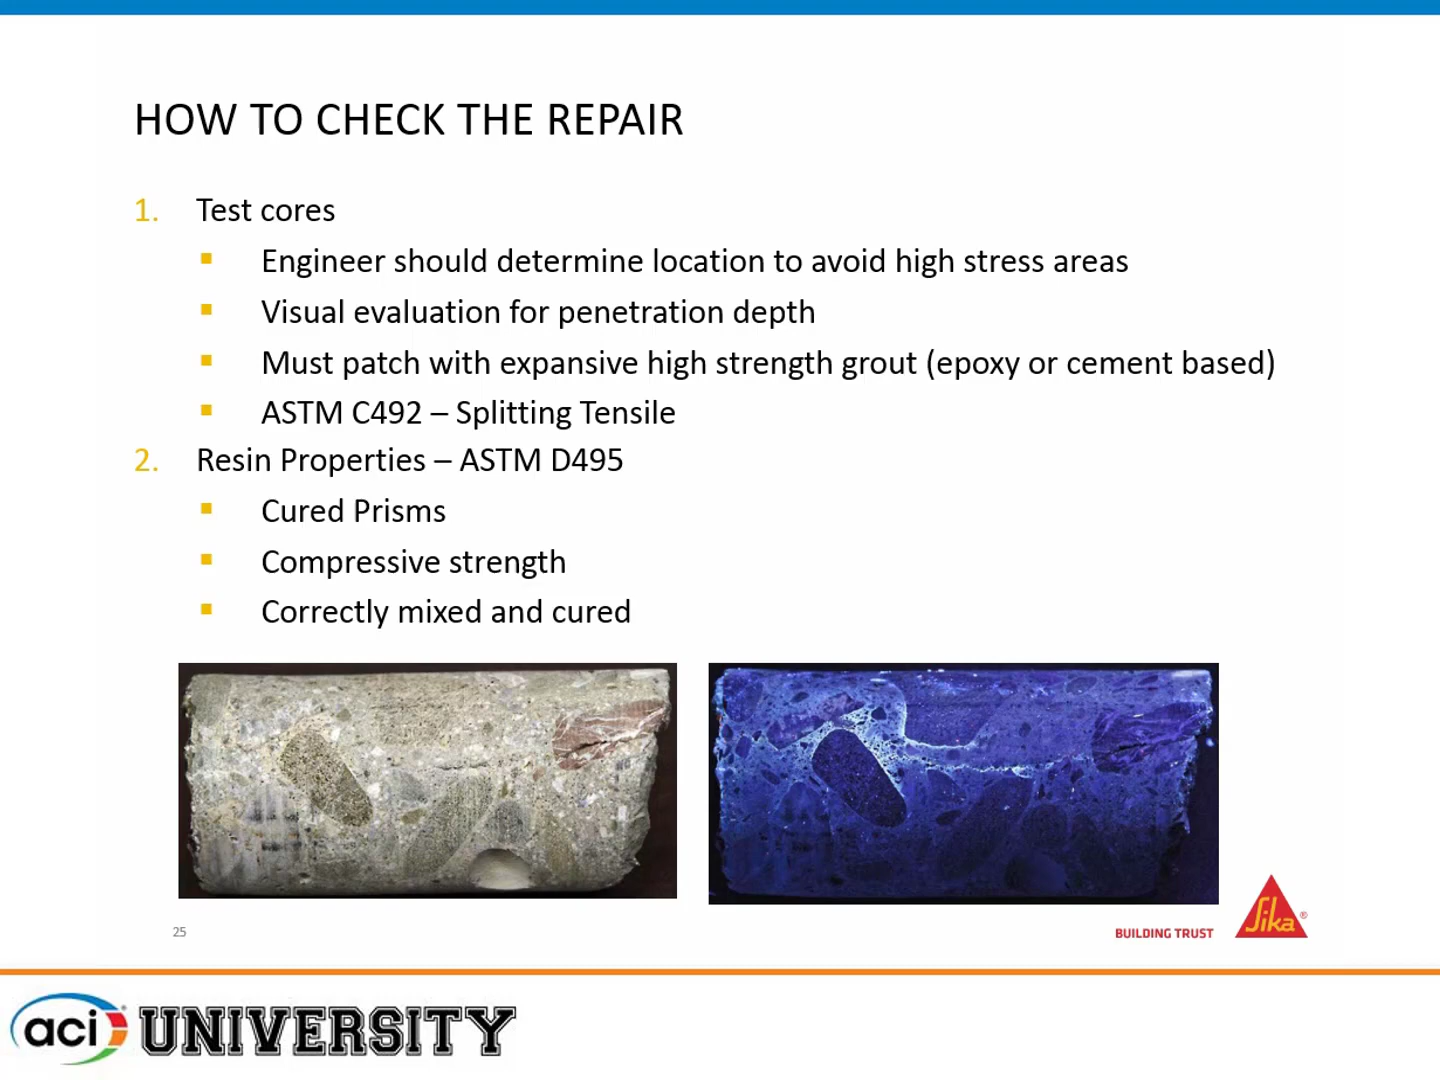 HOW TO CHECK THE REPAIR
1. Test cores
▪ Engineer should determine location to avoid high stress areas
▪ Visual evaluation for penetration depth
▪ Must patch with expansive high strength grout (epoxy or cement based)
▪ ASTM C492 – Splitting Tensile
2. Resin Properties – ASTM D495
▪ Cured Prisms
▪ Compressive strength
▪ Correctly mixed and cured
25
BUILDING TRUST
Sika®
aci UNIVERSITY